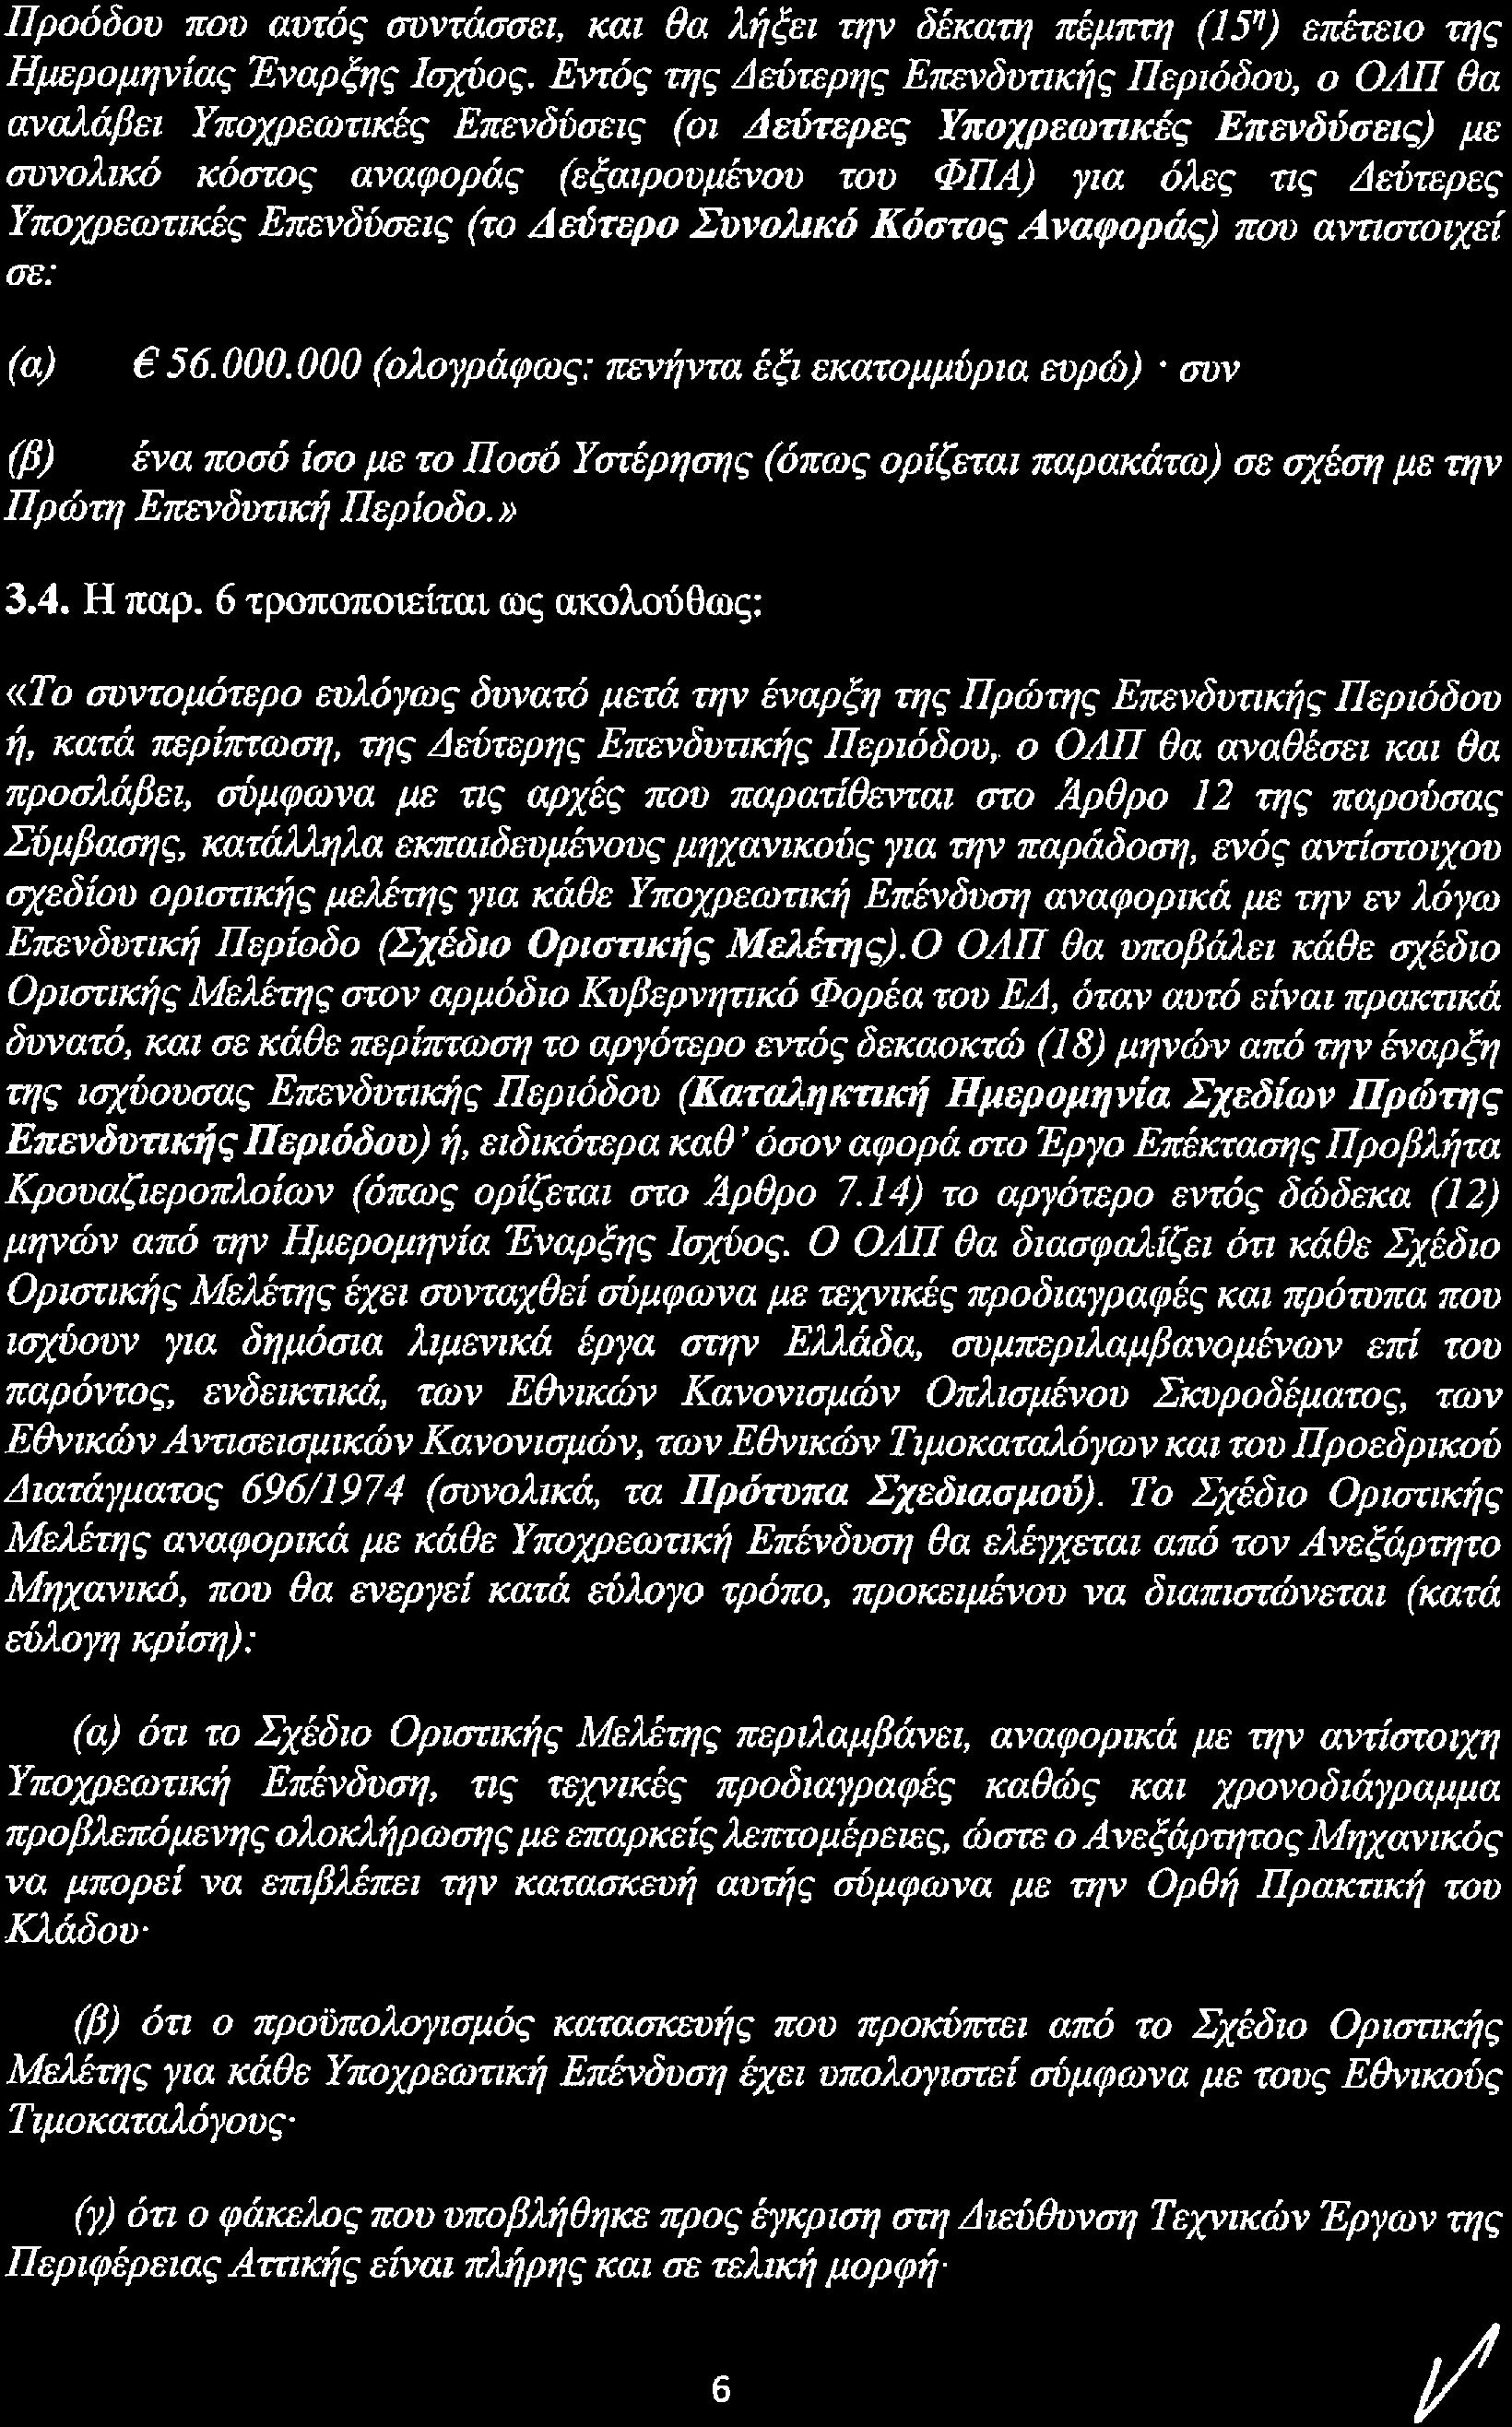 Προόδου που αυτός συντάσσει, και θα λήξει την δέκατη πέμπτη (15η) επέτειο της
Ημερομηνίας Έναρξης Ισχύος. Εντός της Δεύτερης Επενδυτικής Περιόδου, ο ΟΛΠ θα
αναλάβει Υποχρεωτικές Επενδύσεις (οι Δεύτερες Υποχρεωτικές Επενδύσεις) με
συνολικό κόστος αναφοράς (εξαιρουμένου του ΦΠΑ) για όλες τις Δεύτερες
Υποχρεωτικές Επενδύσεις (το Δεύτερο Συνολικό Κόστος Αναφοράς) που αντιστοιχεί
σε:
(α) € 56.000.000 (ολογράφως: πενήντα έξι εκατομμύρια ευρώ) · συν
(β) ένα ποσό ίσο με το Ποσό Υστέρησης (όπως ορίζεται παρακάτω) σε σχέση με την
Πρώτη Επενδυτική Περίοδο.»
3.4. Η παρ. 6 τροποποιείται ως ακολούθως:
«Το συντομότερο ευλόγως δυνατό μετά την έναρξη της Πρώτης Επενδυτικής Περιόδου
ή, κατά περίπτωση, της Δεύτερης Επενδυτικής Περιόδου, ο ΟΛΠ θα αναθέσει και θα
προσλάβει, σύμφωνα με τις αρχές που παρατίθενται στο Άρθρο 12 της παρούσας
Σύμβασης, κατάλληλα εκπαιδευμένους μηχανικούς για την παράδοση, ενός αντίστοιχου
σχεδίου οριστικής μελέτης για κάθε Υποχρεωτική Επένδυση αναφορικά με την εν λόγω
Επενδυτική Περίοδο (Σχέδιο Οριστικής Μελέτης).Ο ΟΛΠ θα υποβάλει κάθε σχέδιο
Οριστικής Μελέτης στον αρμόδιο Κυβερνητικό Φορέα του ΕΔ, όταν αυτό είναι πρακτικά
δυνατό, και σε κάθε περίπτωση το αργότερο εντός δεκαοκτώ (18) μηνών από την έναρξη
της ισχύουσας Επενδυτικής Περιόδου (Καταληκτική Ημερομηνία Σχεδίων Πρώτης
Επενδυτικής Περιόδου) ή, ειδικότερα καθ’ όσον αφορά στο Έργο Επέκτασης Προβλήτα
Κρουαζιεροπλοίων (όπως ορίζεται στο Άρθρο 7.14) το αργότερο εντός δώδεκα (12)
μηνών από την Ημερομηνία Έναρξης Ισχύος. Ο ΟΛΠ θα διασφαλίζει ότι κάθε Σχέδιο
Οριστικής Μελέτης έχει συνταχθεί σύμφωνα με τεχνικές προδιαγραφές και πρότυπα που
ισχύουν για δημόσια λιμενικά έργα στην Ελλάδα, συμπεριλαμβανομένων επί του
παρόντος, ενδεικτικά, των Εθνικών Κανονισμών Οπλισμένου Σκυροδέματος, των
Εθνικών Αντισεισμικών Κανονισμών, των Εθνικών Τιμοκαταλόγων και του Προεδρικού
Διατάγματος 696/1974 (συνολικά, τα Πρότυπα Σχεδιασμού). Το Σχέδιο Οριστικής
Μελέτης αναφορικά με κάθε Υποχρεωτική Επένδυση θα ελέγχεται από τον Ανεξάρτητο
Μηχανικό, που θα ενεργεί κατά εύλογο τρόπο, προκειμένου να διαπιστώνεται (κατά
εύλογη κρίση):
(α) ότι το Σχέδιο Οριστικής Μελέτης περιλαμβάνει, αναφορικά με την αντίστοιχη
Υποχρεωτική Επένδυση, τις τεχνικές προδιαγραφές καθώς και χρονοδιάγραμμα
προβλεπόμενης ολοκλήρωσης με επαρκείς λεπτομέρειες, ώστε ο Ανεξάρτητος Μηχανικός
να μπορεί να επιβλέπει την κατασκευή αυτής σύμφωνα με την Ορθή Πρακτική του
Κλάδου·
(β) ότι ο προϋπολογισμός κατασκευής που προκύπτει από το Σχέδιο Οριστικής
Μελέτης για κάθε Υποχρεωτική Επένδυση έχει υπολογιστεί σύμφωνα με τους Εθνικούς
Τιμοκαταλόγους·
(γ) ότι ο φάκελος που υποβλήθηκε προς έγκριση στη Διεύθυνση Τεχνικών Έργων της
Περιφέρειας Αττικής είναι πλήρης και σε τελική μορφή·
6